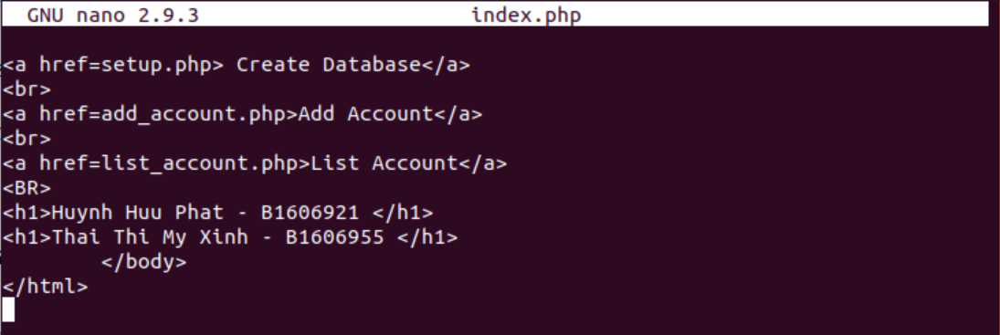 GNU nano 2.9.3 index.php
<a href=setup.php> Create Database</a>
<br>
<a href=add_account.php>Add Account</a>
<br>
<a href=list_account.php>List Account</a>
<BR>
<h1>Huynh Huu Phat - B1606921 </h1>
<h1>Thai Thi My Xinh - B1606955 </h1>
</body>
</html>